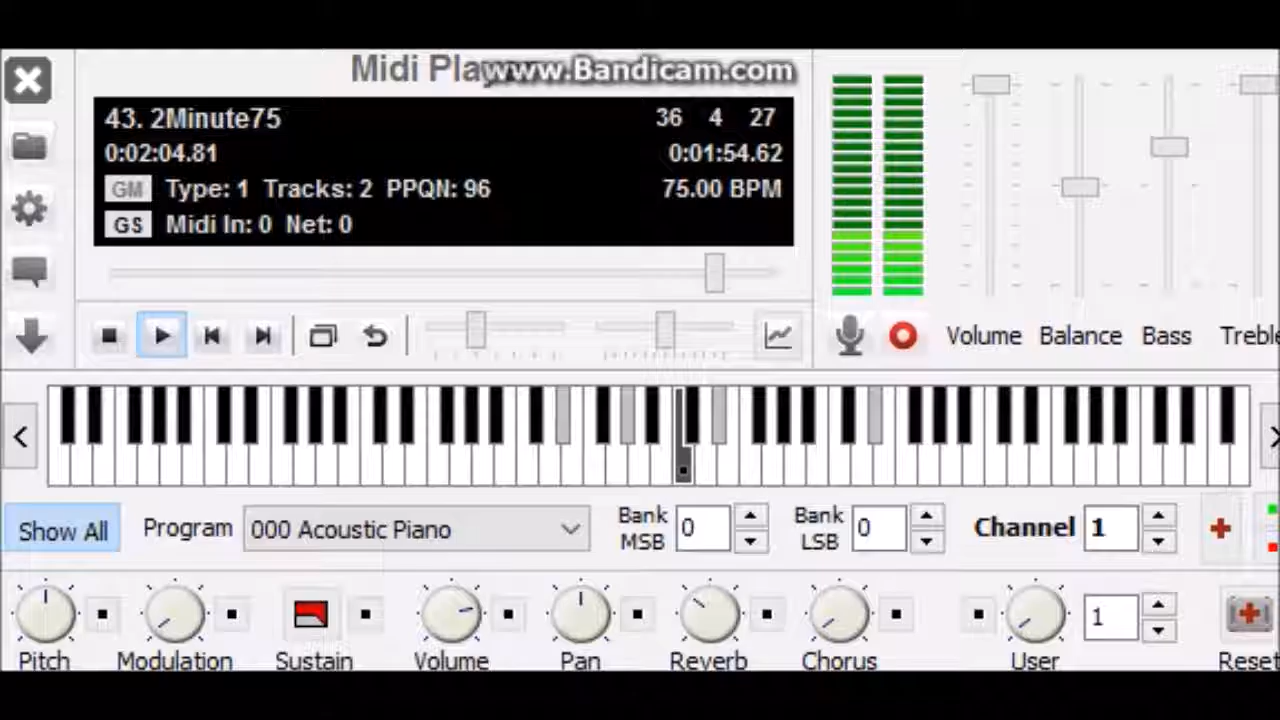 Midi Pla
www.Bandicam.com
43. 2Minute75 36 4 27
0:02:04.81 0:01:54.62
GM Type: 1 Tracks: 2 PPQN: 96 75.00 BPM
GS Midi In: 0 Net: 0
Volume Balance Bass Treble
Show All Program 000 Acoustic Piano Bank MSB 0 Bank LSB 0 Channel 1
1
Pitch Modulation Sustain Volume Pan Reverb Chorus User Reset